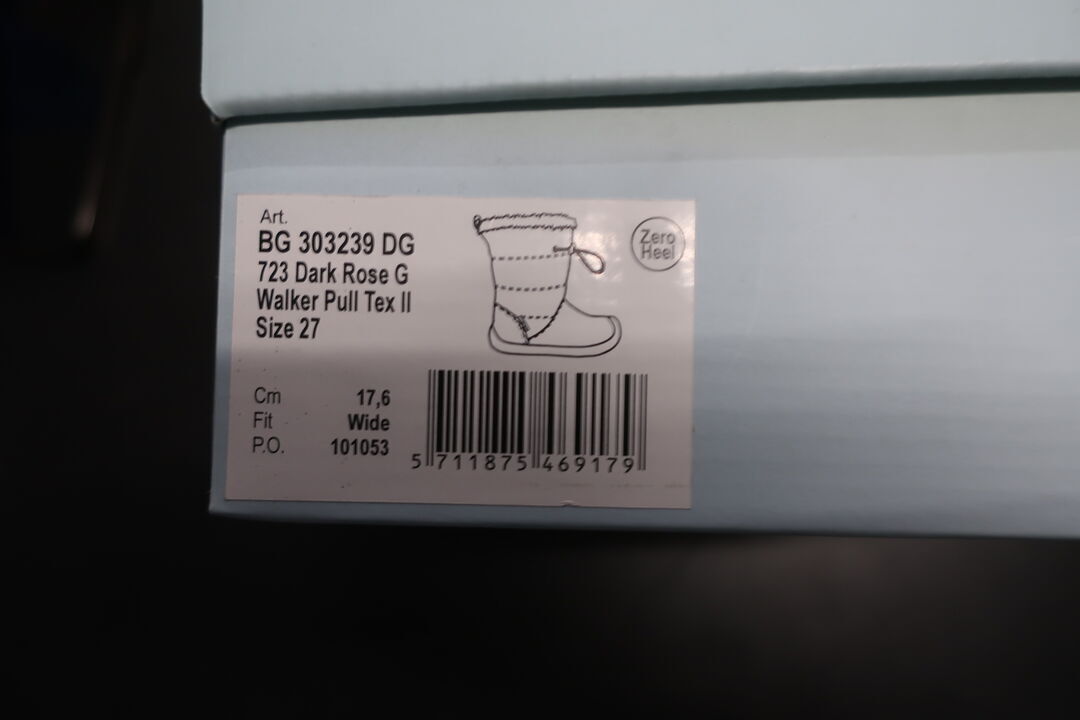 Art.
BG 303239 DG
723 Dark Rose G
Walker Pull Tex II
Size 27
Zero
Heel
Cm 17,6
Fit Wide
P.O. 101053
5 711875 469179